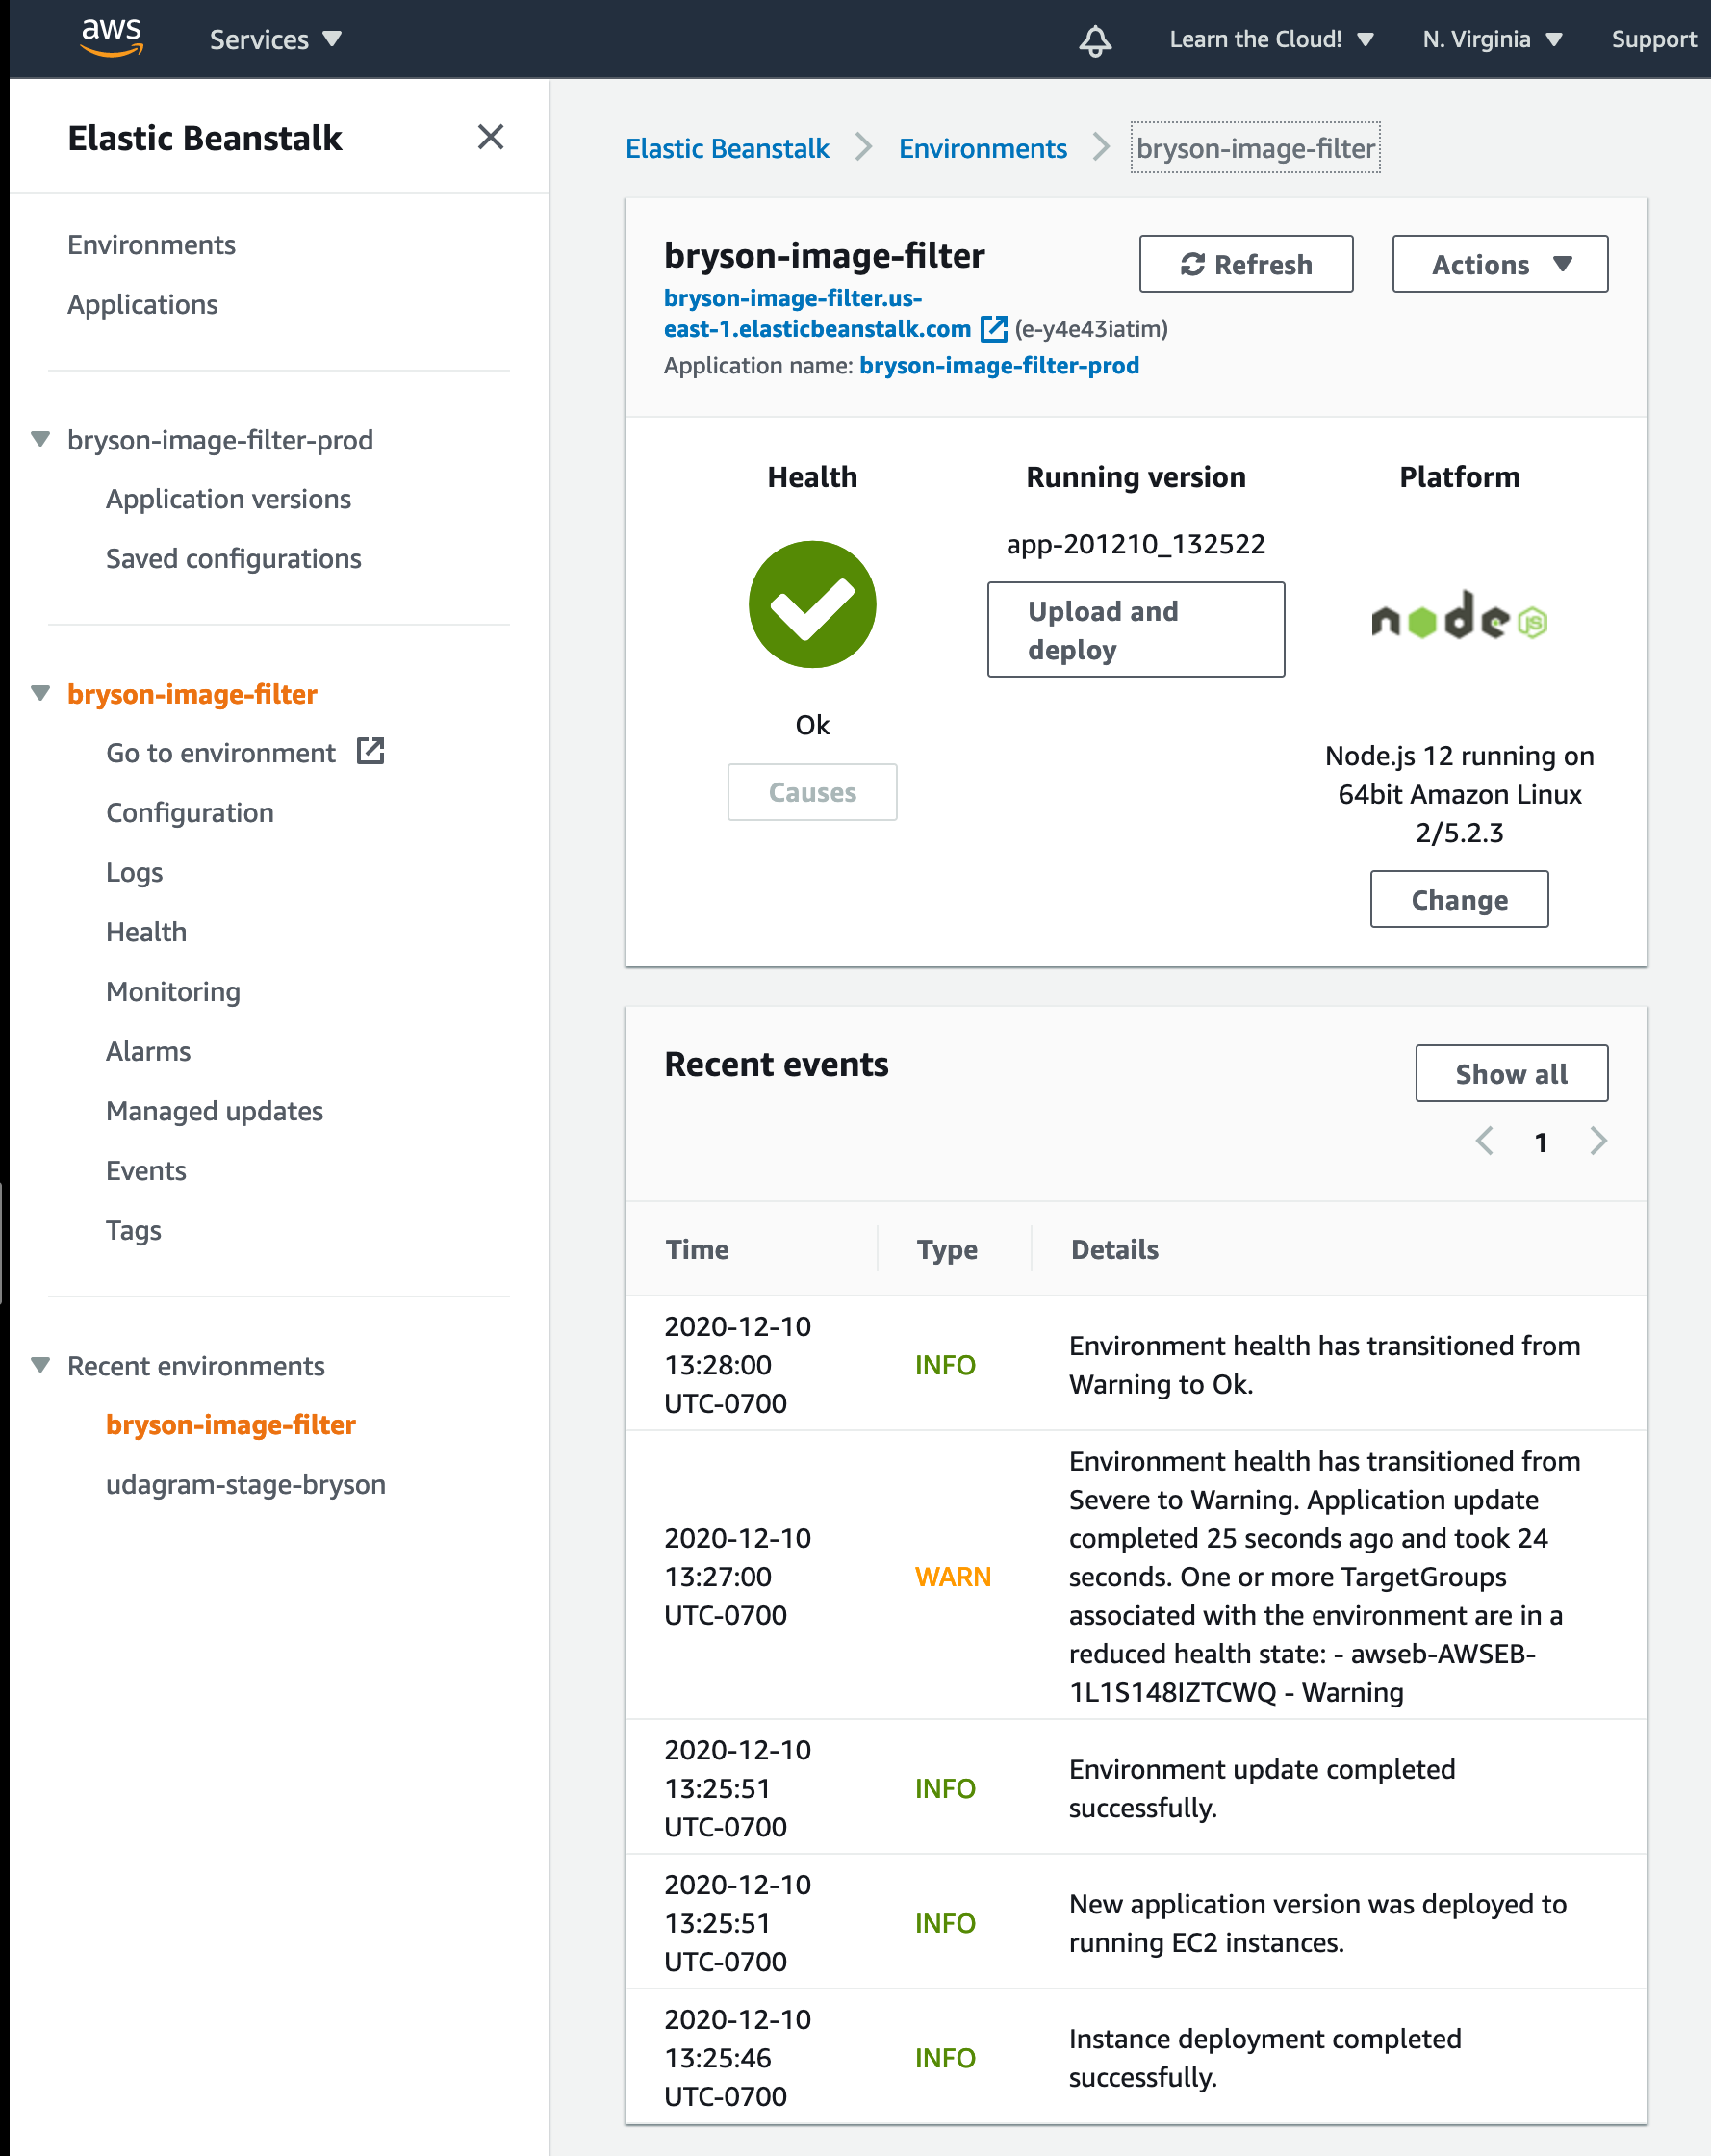 aws
Services
Learn the Cloud!
N. Virginia
Support
Elastic Beanstalk
Environments
Applications
bryson-image-filter-prod
Application versions
Saved configurations
bryson-image-filter
Go to environment
Configuration
Logs
Health
Monitoring
Alarms
Managed updates
Events
Tags
Recent environments
bryson-image-filter
udagram-stage-bryson
Elastic Beanstalk
Environments
bryson-image-filter
bryson-image-filter
Refresh
Actions
bryson-image-filter.us-
east-1.elasticbeanstalk.com (e-y4e43iatim)
Application name: bryson-image-filter-prod
Health
Ok
Causes
Running version
app-201210_132522
Upload and
deploy
Platform
node JS
Node.js 12 running on
64bit Amazon Linux
2/5.2.3
Change
Recent events
Show all
1
Time
Type
Details
2020-12-10
13:28:00
UTC-0700
INFO
Environment health has transitioned from
Warning to Ok.
2020-12-10
13:27:00
UTC-0700
WARN
Environment health has transitioned from
Severe to Warning. Application update
completed 25 seconds ago and took 24
seconds. One or more TargetGroups
associated with the environment are in a
reduced health state: - awseb-AWSEB-
1L1S148IZTCWQ - Warning
2020-12-10
13:25:51
UTC-0700
INFO
Environment update completed
successfully.
2020-12-10
13:25:51
UTC-0700
INFO
New application version was deployed to
running EC2 instances.
2020-12-10
13:25:46
UTC-0700
INFO
Instance deployment completed
successfully.